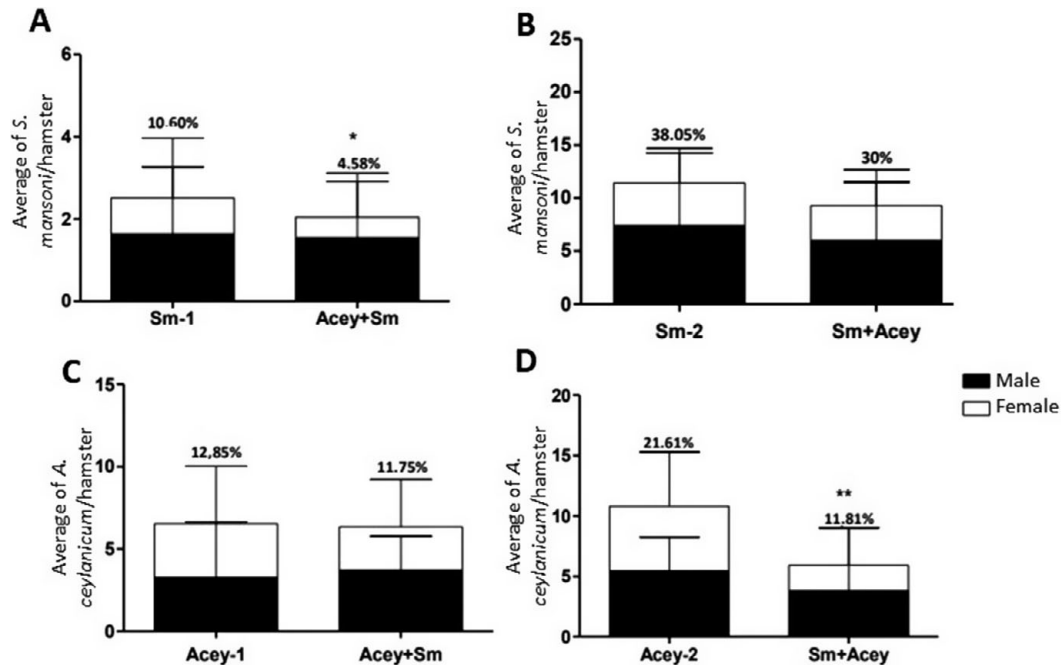 A
Average of S.
mansoni/hamster
6
4
2
0
10.60%
*
4.58%
Sm-1
Acey+Sm
B
Average of S.
mansoni/hamster
25
20
15
10
5
0
38.05%
30%
Sm-2
Sm+Acey
C
Average of A.
ceylanicum/hamster
15
10
5
0
12,85%
11.75%
Acey-1
Acey+Sm
D
Average of A.
ceylanicum/hamster
20
15
10
5
0
21.61%
**
11.81%
Acey-2
Sm+Acey
Male
Female